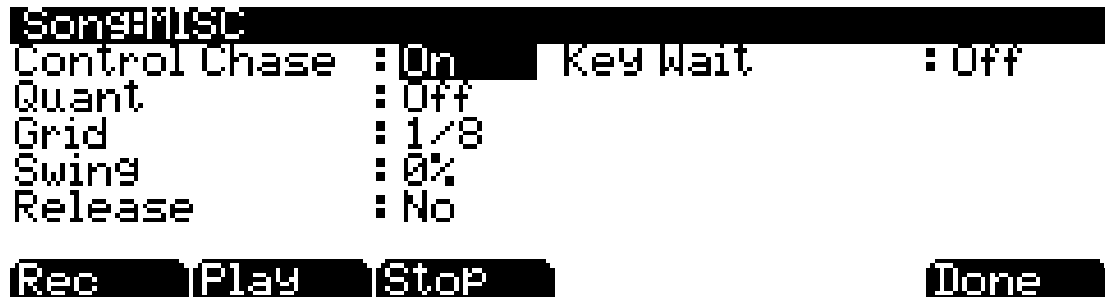 Song:MISC
Control Chase :On Key Wait :Off
Quant :Off
Grid :1/8
Swing :0%
Release :No
Rec Play Stop Done